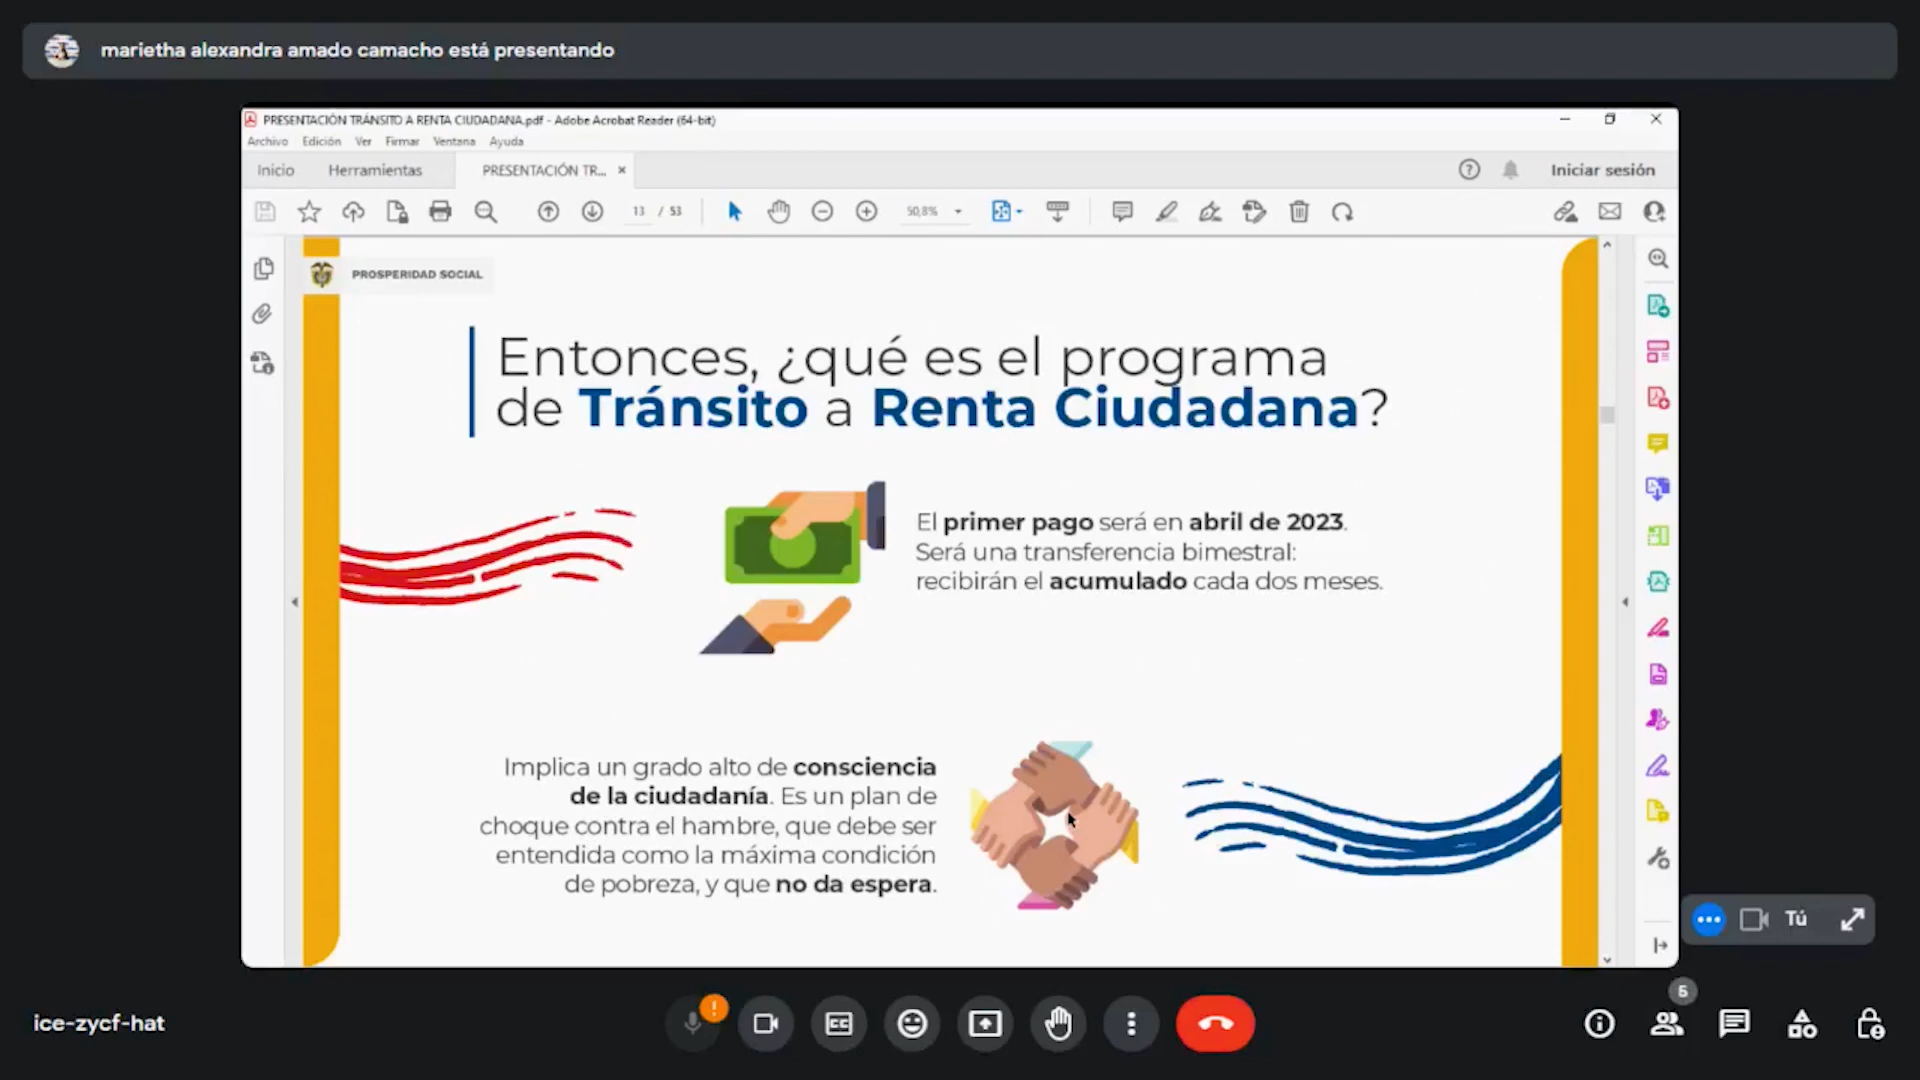 marietha alexandra amado camacho está presentando
PRESENTACIÓN TRÁNSITO A RENTA CIUDADANA.pdf - Adobe Acrobat Reader (64-bit)
Archivo Edición Ver Firmar Ventana Ayuda
Inicio Herramientas PRESENTACIÓN TR... × Iniciar sesión
13 / 53 50,8%
PROSPERIDAD SOCIAL
Entonces, ¿qué es el programa
de Tránsito a Renta Ciudadana?
El primer pago será en abril de 2023.
Será una transferencia bimestral:
recibirán el acumulado cada dos meses.
Implica un grado alto de consciencia
de la ciudadanía. Es un plan de
choque contra el hambre, que debe ser
entendida como la máxima condición
de pobreza, y que no da espera.
Tú
ice-zycf-hat
CC
5